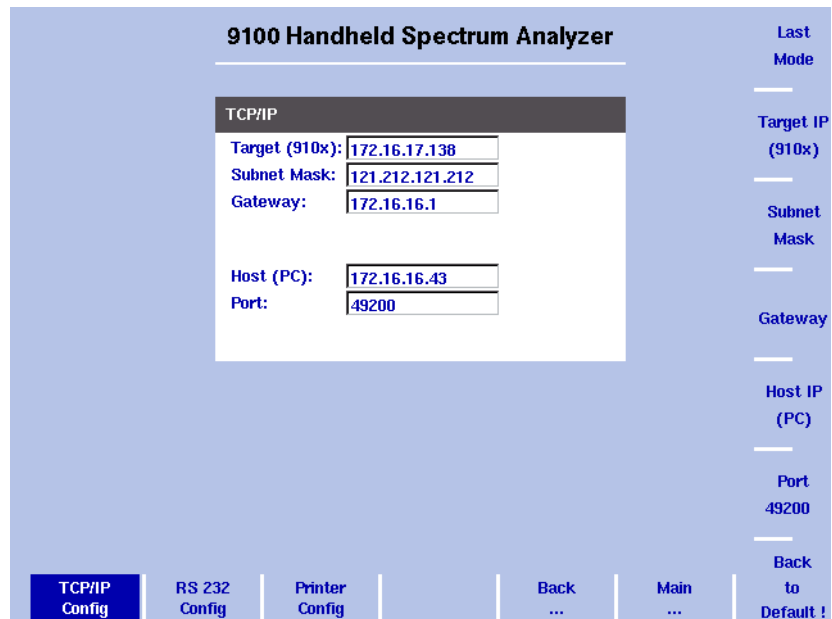 9100 Handheld Spectrum Analyzer
TCP/IP
Target (910x): 172.16.17.138
Subnet Mask: 121.212.121.212
Gateway: 172.16.16.1
Host (PC): 172.16.16.43
Port: 49200
Last
Mode
Target IP
(910x)
Subnet
Mask
Gateway
Host IP
(PC)
Port
49200
Back
to
Default !
TCP/IP
Config
RS 232
Config
Printer
Config
Back
...
Main
...